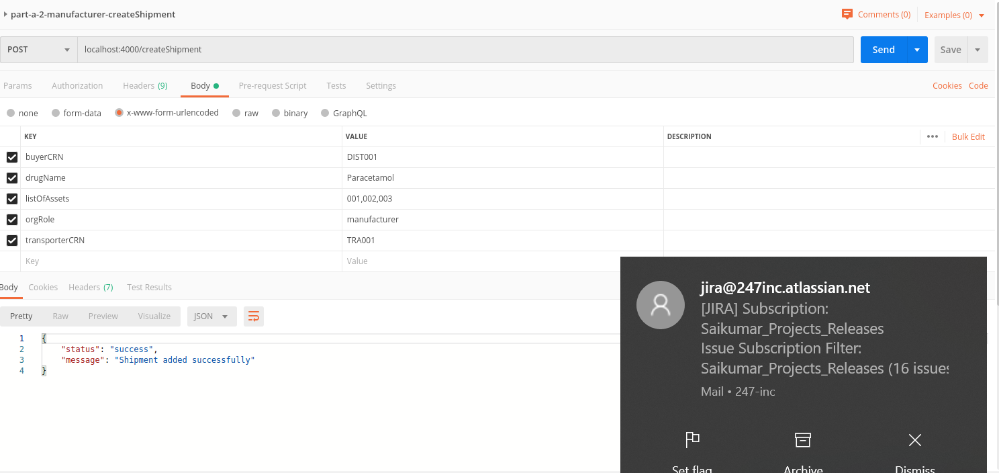 part-a-2-manufacturer-createShipment
Comments (0) Examples (0)
POST localhost:4000/createShipment Send Save
Params Authorization Headers (9) Body Pre-request Script Tests Settings Cookies Code
none form-data x-www-form-urlencoded raw binary GraphQL
KEY VALUE DESCRIPTION ••• Bulk Edit
buyerCRN DIST001
drugName Paracetamol
listOfAssets 001,002,003
orgRole manufacturer
transporterCRN TRA001
Key Value
Body Cookies Headers (7) Test Results
Pretty Raw Preview Visualize JSON
1 {
2 "status": "success",
3 "message": "Shipment added successfully"
4 }
jira@247inc.atlassian.net
[JIRA] Subscription:
Saikumar_Projects_Releases
Issue Subscription Filter:
Saikumar_Projects_Releases (16 issues
Mail • 247-inc
Set flag Archive Dismiss